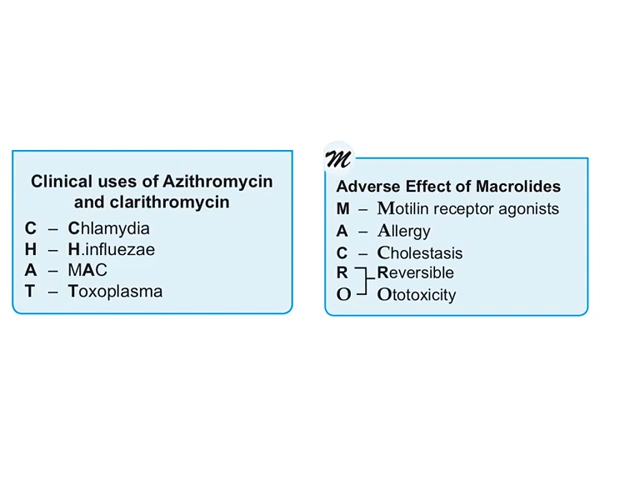 Clinical uses of Azithromycin
and clarithromycin
C – Chlamydia
H – H.influezae
A – MAC
T – Toxoplasma
M
Adverse Effect of Macrolides
M – Motilin receptor agonists
A – Allergy
C – Cholestasis
R – Reversible
O – Ototoxicity